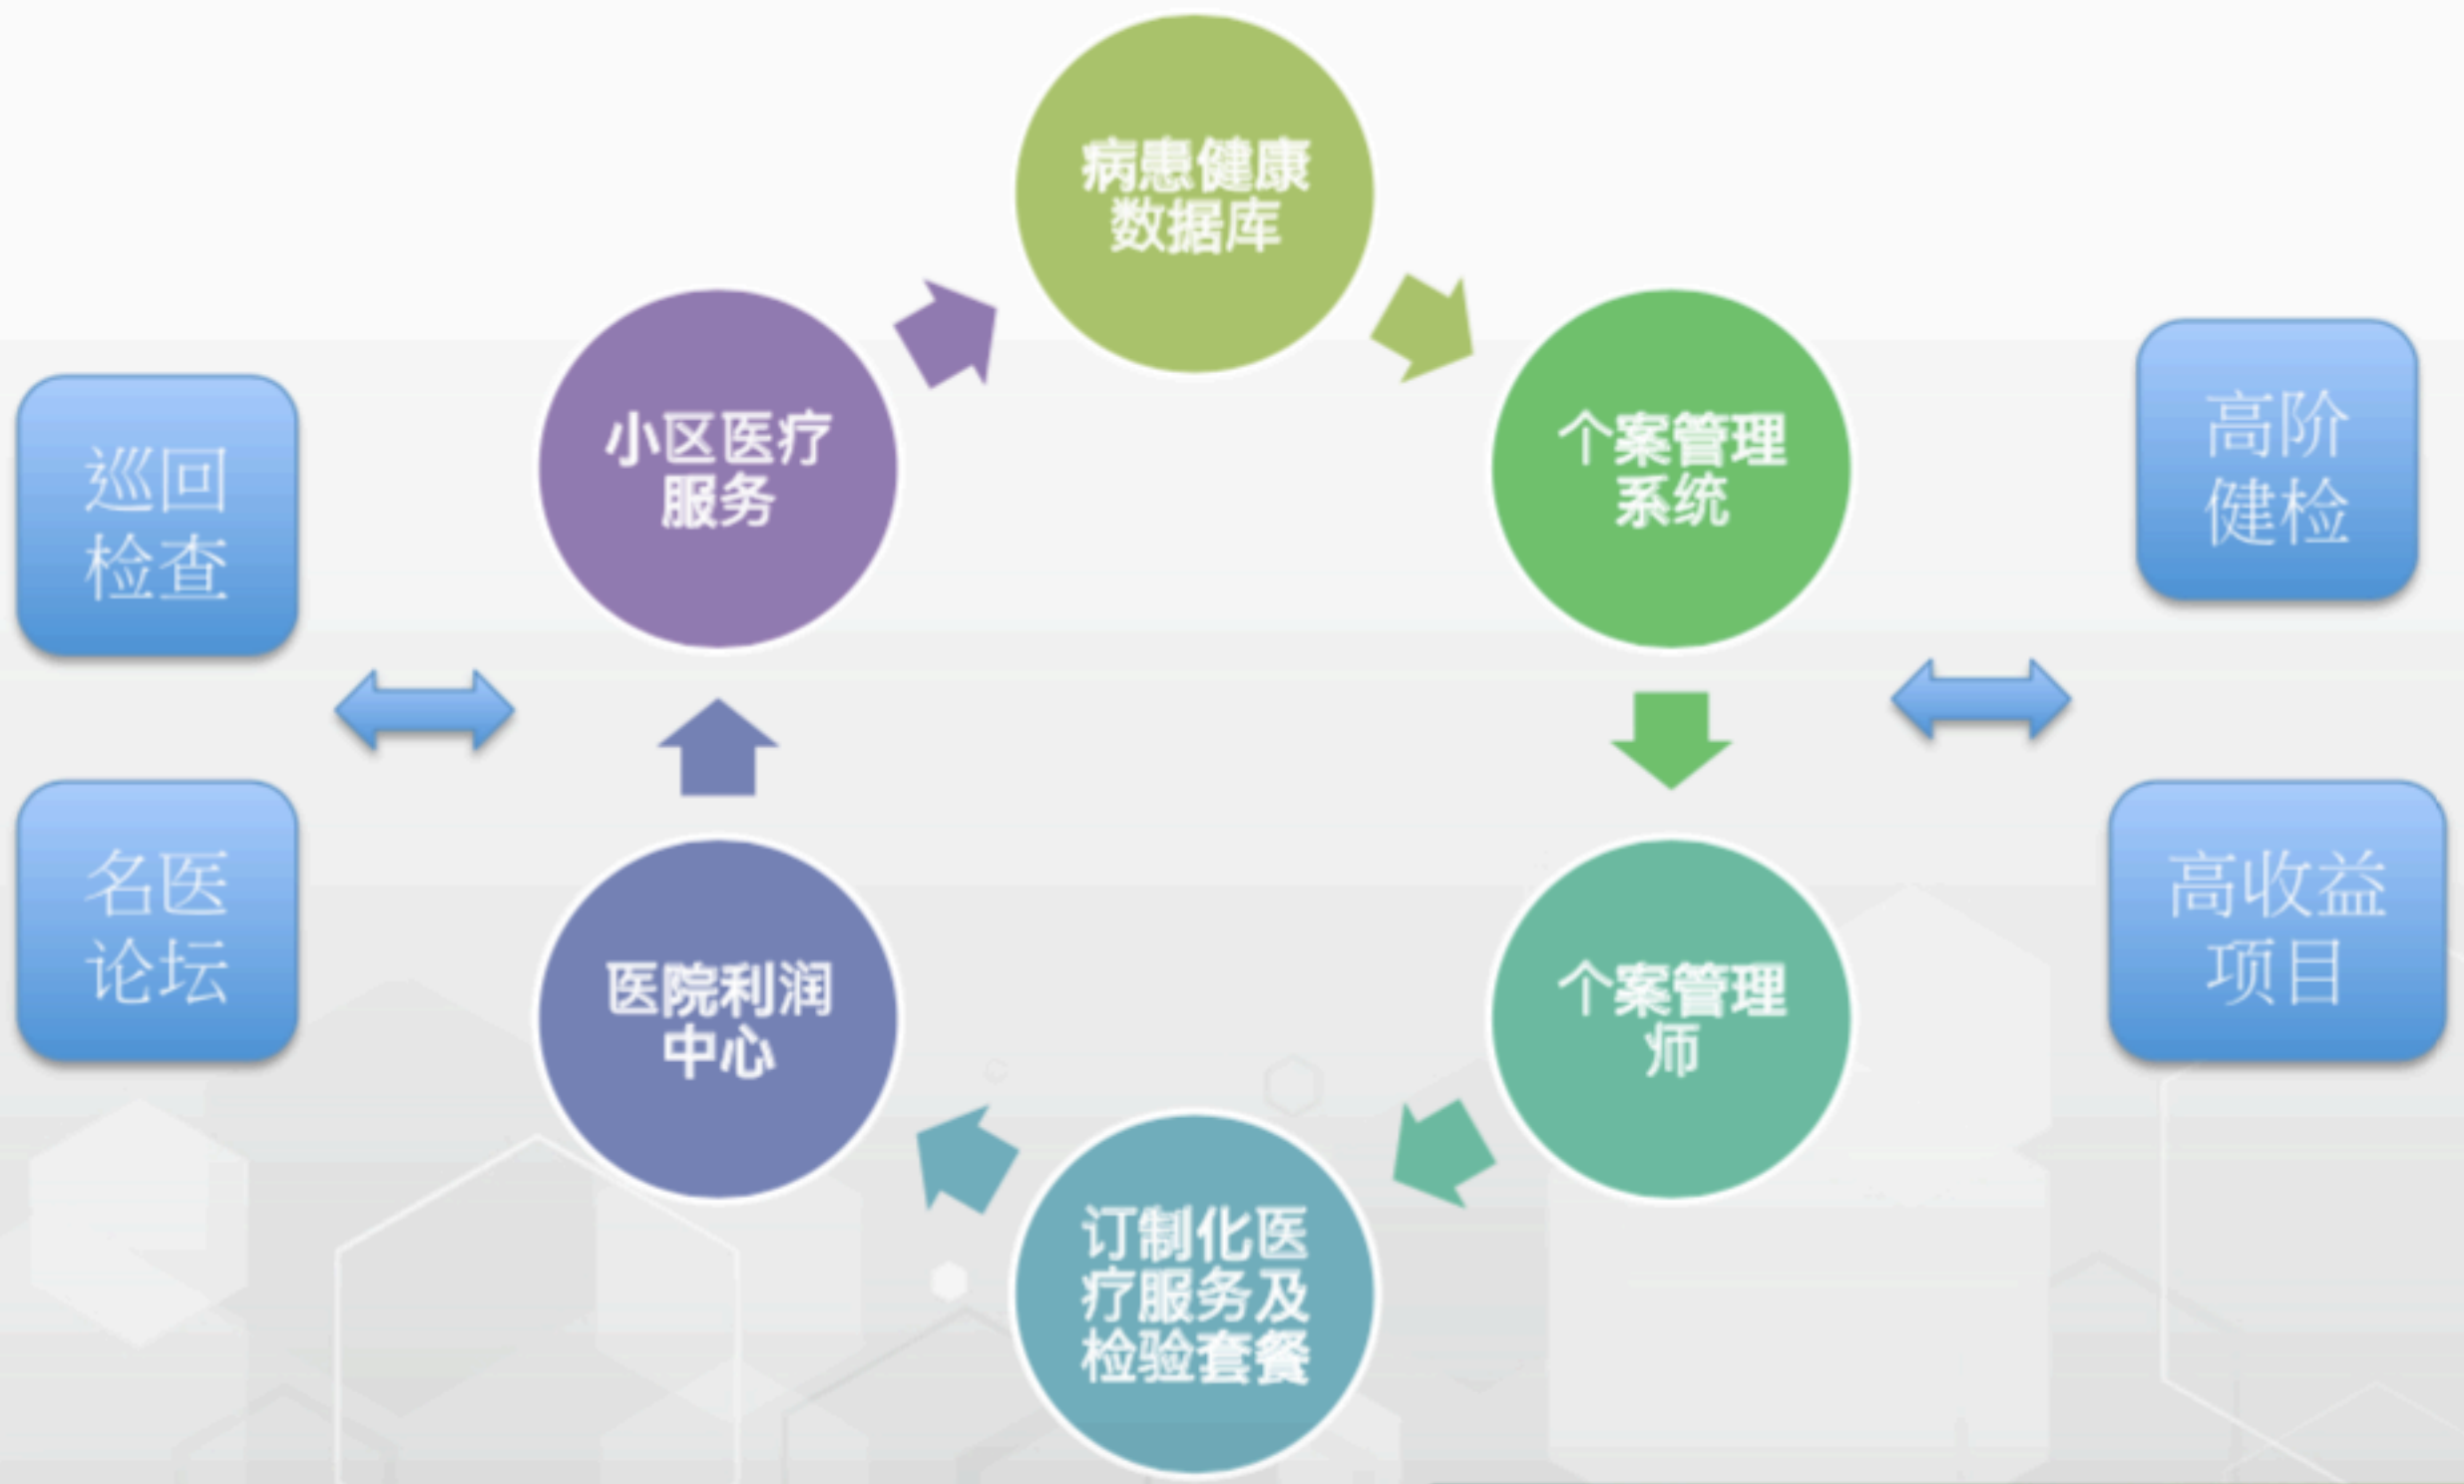 病患健康
数据库
小区医疗
服务
个案管理
系统
高阶
健检
巡回
检查
名医
论坛
医院利润
中心
个案管理
师
高收益
项目
订制化医
疗服务及
检验套餐